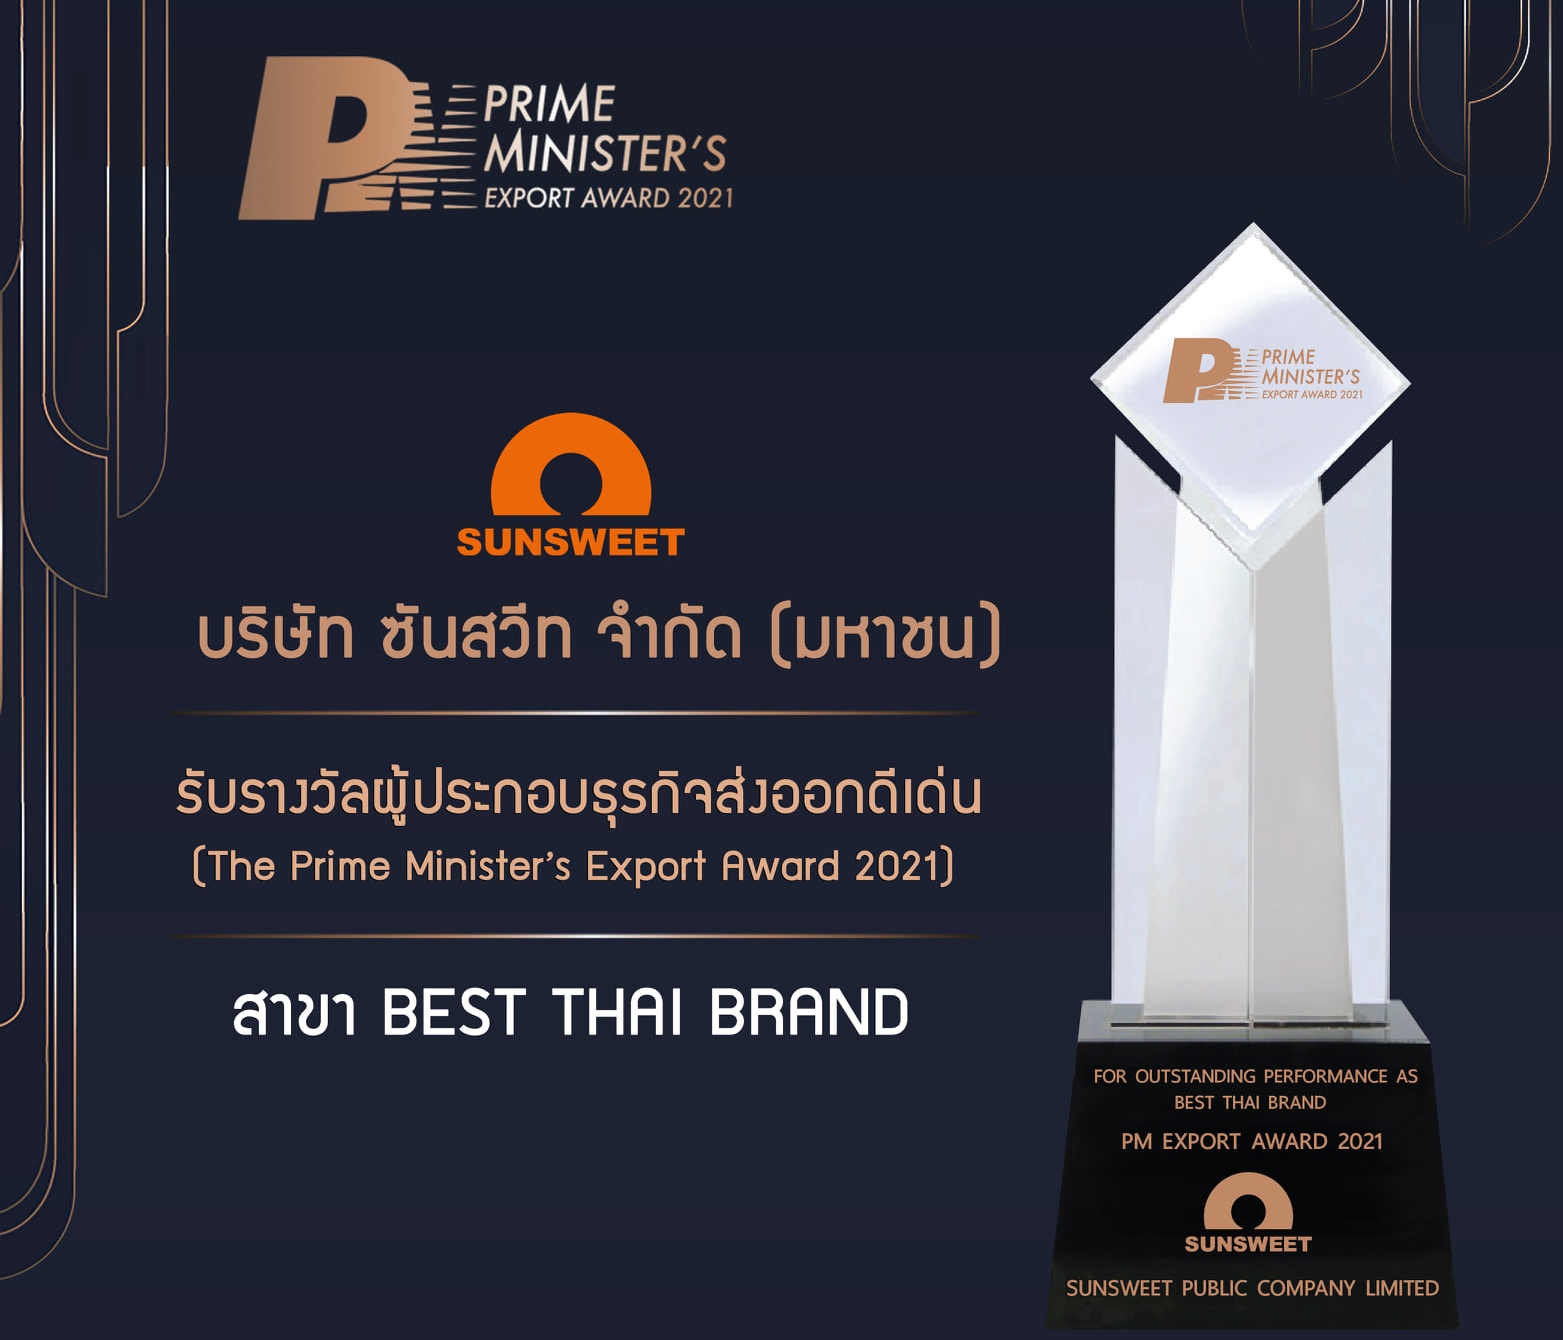 PRIME
MINISTER'S
EXPORT AWARD 2021
SUNSWEET
บริษัท ซันสวีท จำกัด (มหาชน)
รับรางวัลผู้ประกอบธุรกิจส่งออกดีเด่น
(The Prime Minister's Export Award 2021)
สาขา BEST THAI BRAND
PRIME
MINISTER'S
EXPORT AWARD 2021
FOR OUTSTANDING PERFORMANCE AS
BEST THAI BRAND
PM EXPORT AWARD 2021
SUNSWEET
SUNSWEET PUBLIC COMPANY LIMITED